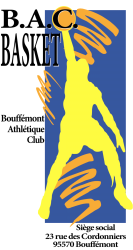 B.A.C.
BASKET
Bouffémont
Athlétique
Club
Siège social
23 rue des Cordonniers
95570 Bouffémont